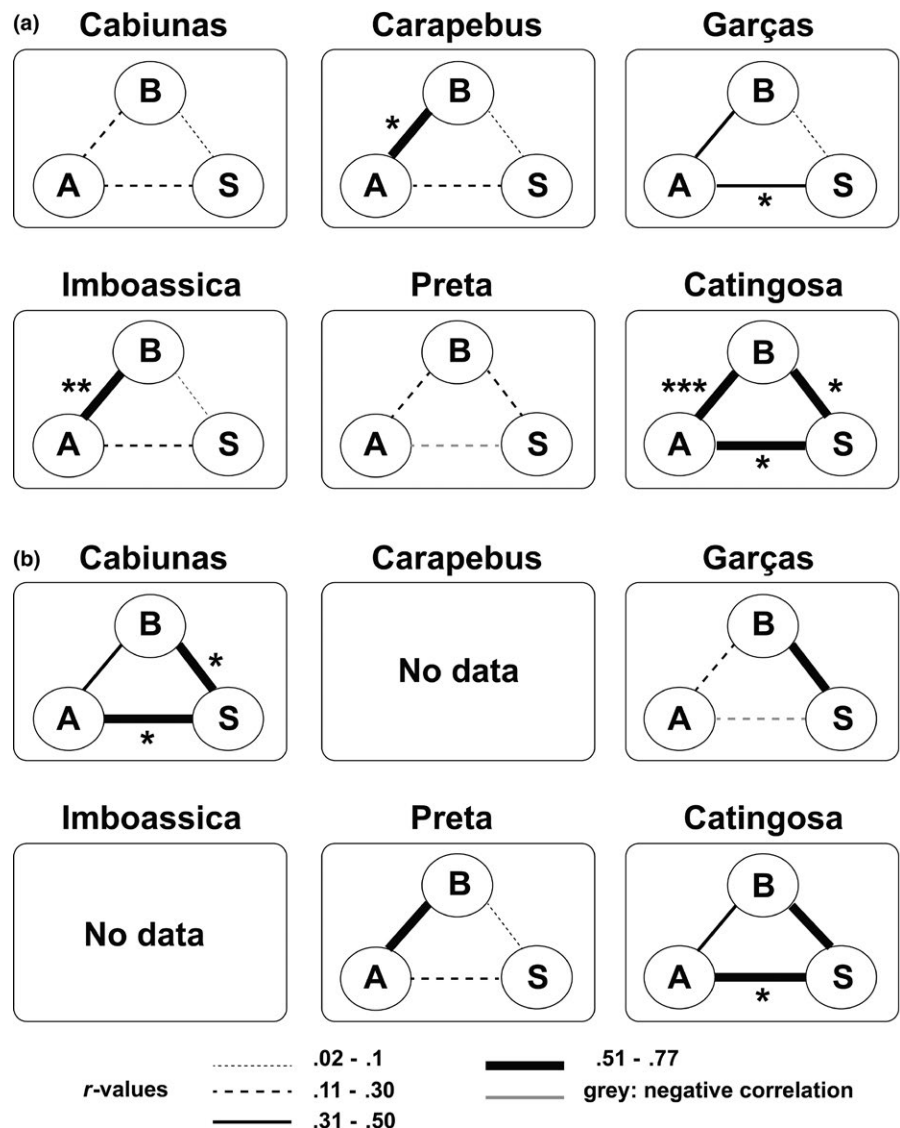 (a) Cabiunas Carapebus Garças
B B B
*
A S A S A S
*
Imboassica Preta Catingosa
B B B
** *** *
A S A S A S
*
(b) Cabiunas Carapebus Garças
B B
*
No data
A S A S
*
Imboassica Preta Catingosa
B B
No data
A S A S
*
.02 - .1 .51 - .77
r-values .11 - .30 grey: negative correlation
.31 - .50